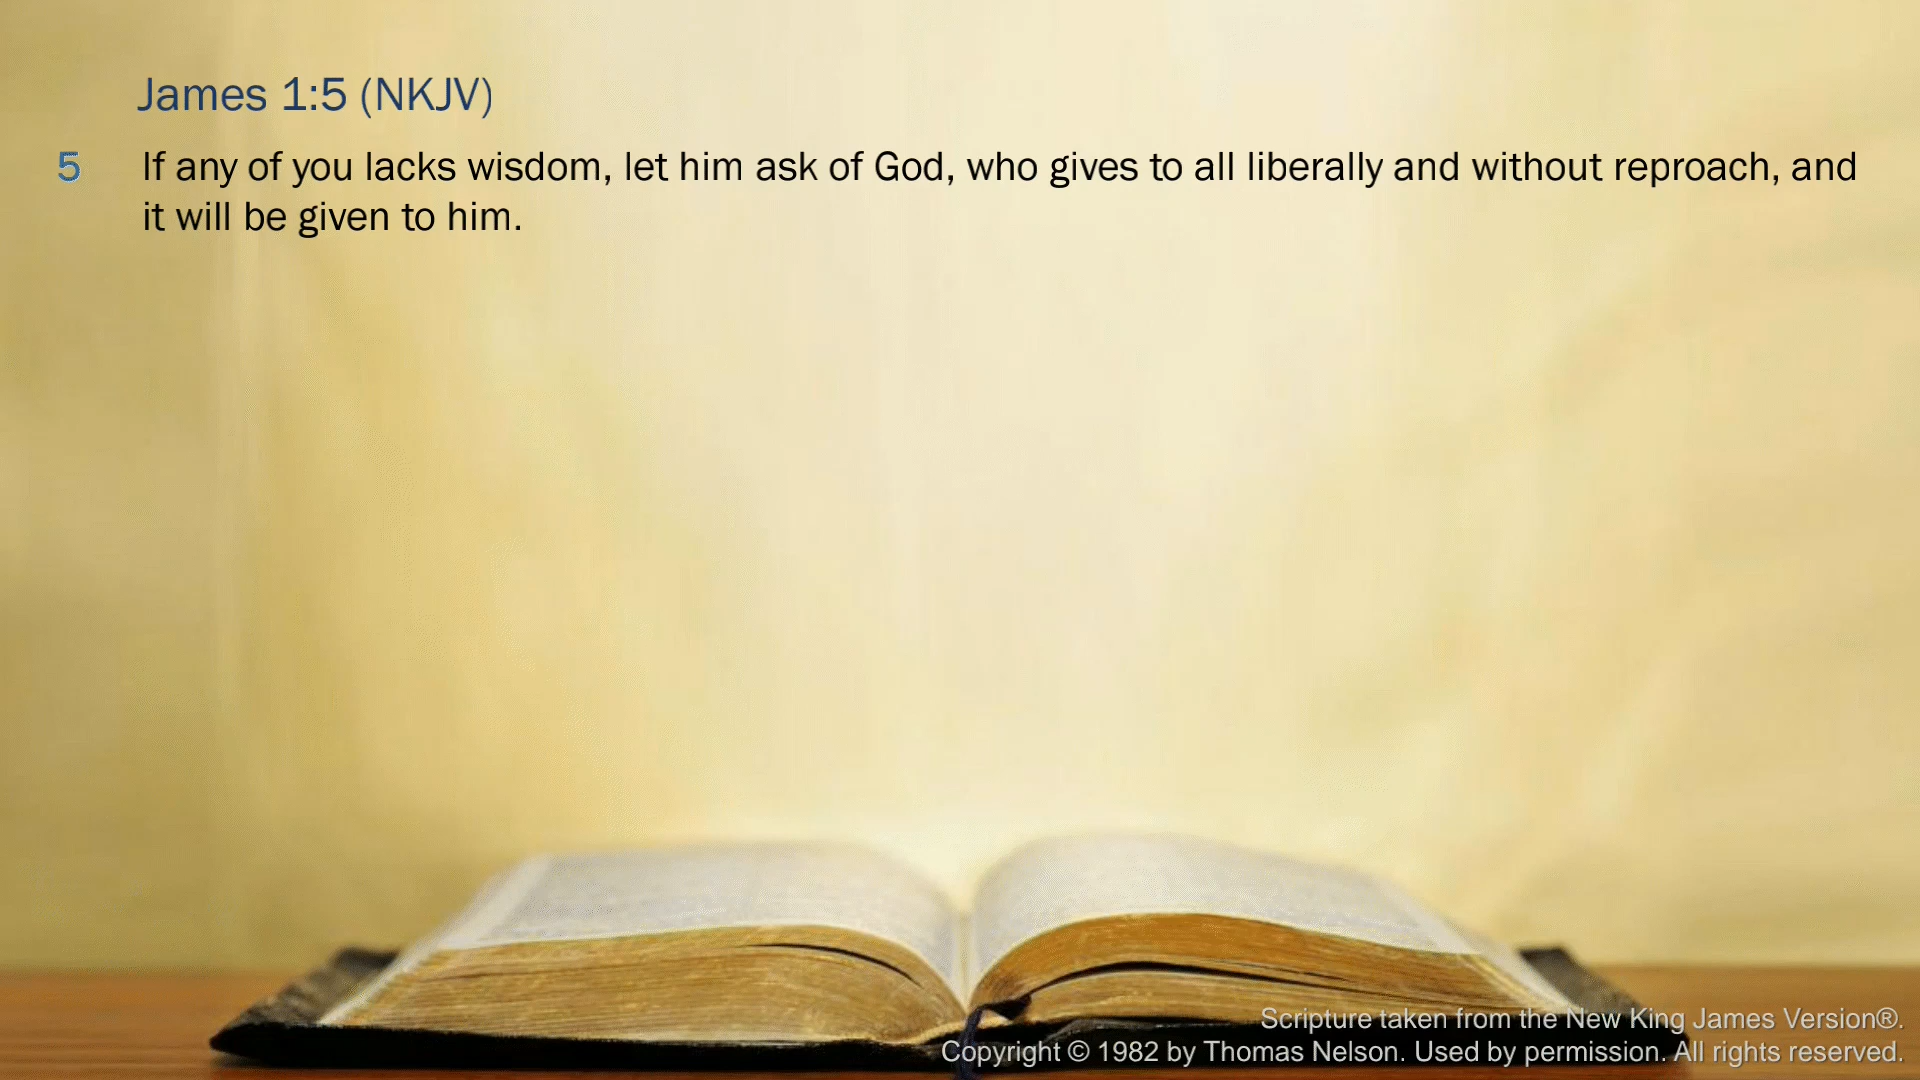 James 1:5 (NKJV)
5 If any of you lacks wisdom, let him ask of God, who gives to all liberally and without reproach, and
it will be given to him.
Scripture taken from the New King James Version®.
Copyright © 1982 by Thomas Nelson. Used by permission. All rights reserved.